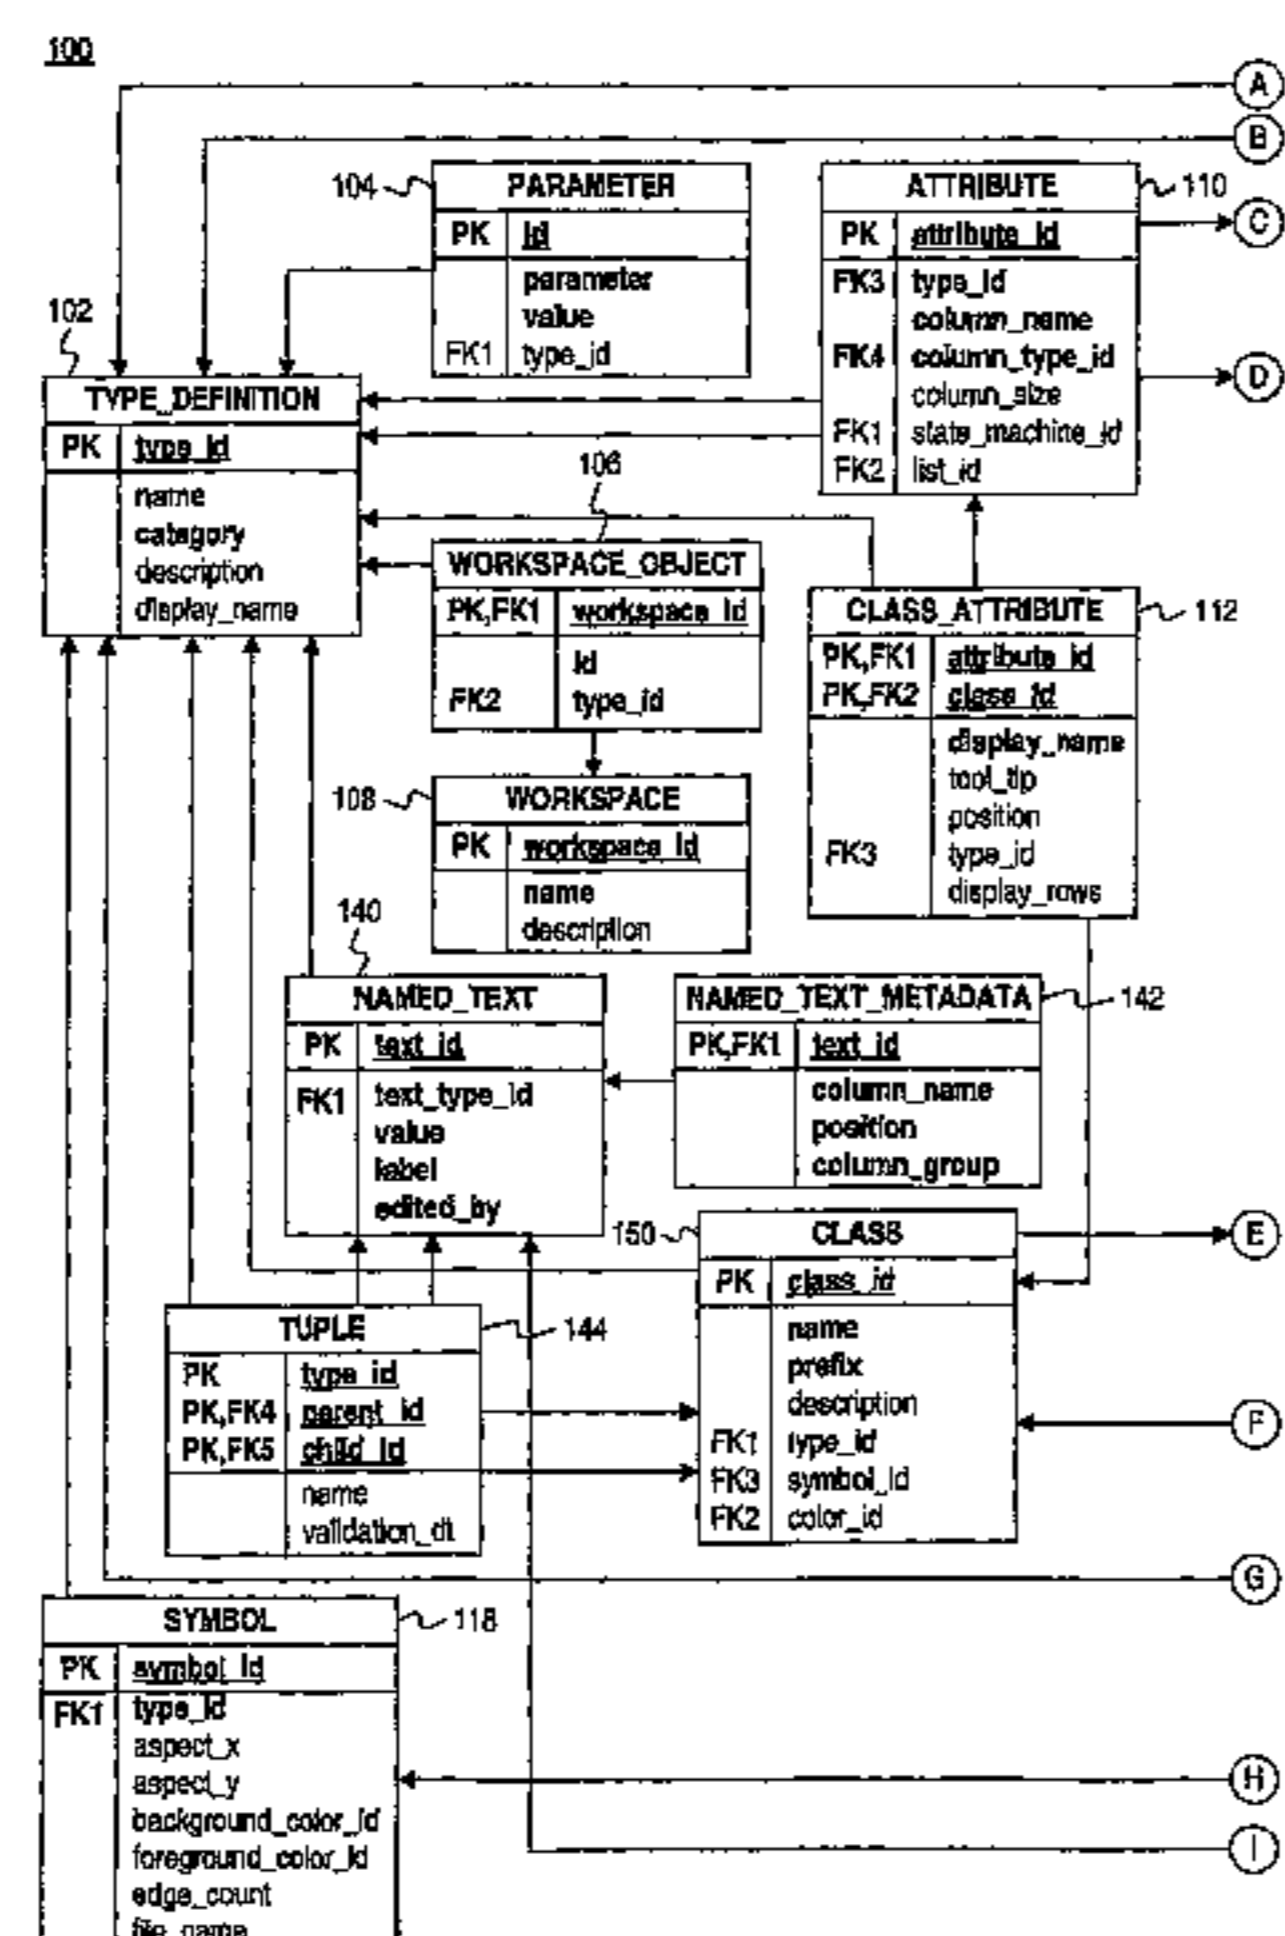 100
A
B
104
PARAMETER
PK id
parameter
value
FK1 type_id
ATTRIBUTE
110
PK attribute_id
FK3 type_id
column_name
FK4 column_type_id
column_size
FK1 state_machine_id
FK2 list_id
C
D
102
TYPE_DEFINITION
PK type_id
name
category
description
display_name
106
WORKSPACE_OBJECT
PK,FK1 workspace_id
id
FK2 type_id
CLASS_ATTRIBUTE
112
PK,FK1 attribute_id
PK,FK2 class_id
display_name
tool_tip
position
FK3 type_id
display_rows
108
WORKSPACE
PK workspace_id
name
description
140
NAMED_TEXT
PK text_id
FK1 text_type_id
value
label
edited_by
NAMED_TEXT_METADATA
142
PK,FK1 text_id
column_name
position
column_group
150
CLASS
PK class_id
name
prefix
description
FK1 type_id
FK3 symbol_id
FK2 color_id
E
TUPLE
144
PK type_id
PK,FK4 parent_id
PK,FK5 child_id
name
validation_dt
F
G
SYMBOL
118
PK symbol_id
FK1 type_id
aspect_x
aspect_y
background_color_id
foreground_color_id
edge_count
file_name
H
I